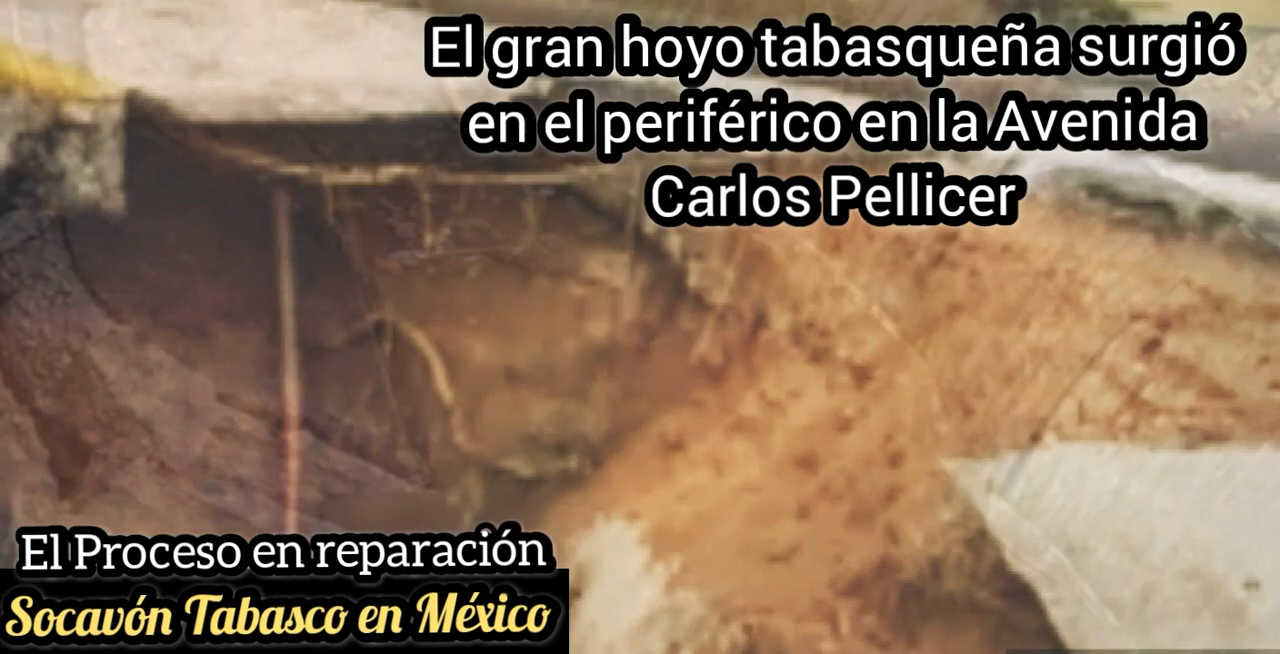 El gran hoyo tabasqueña surgió
en el periférico en la Avenida
Carlos Pellicer
El Proceso en reparación
Socavón Tabasco en México